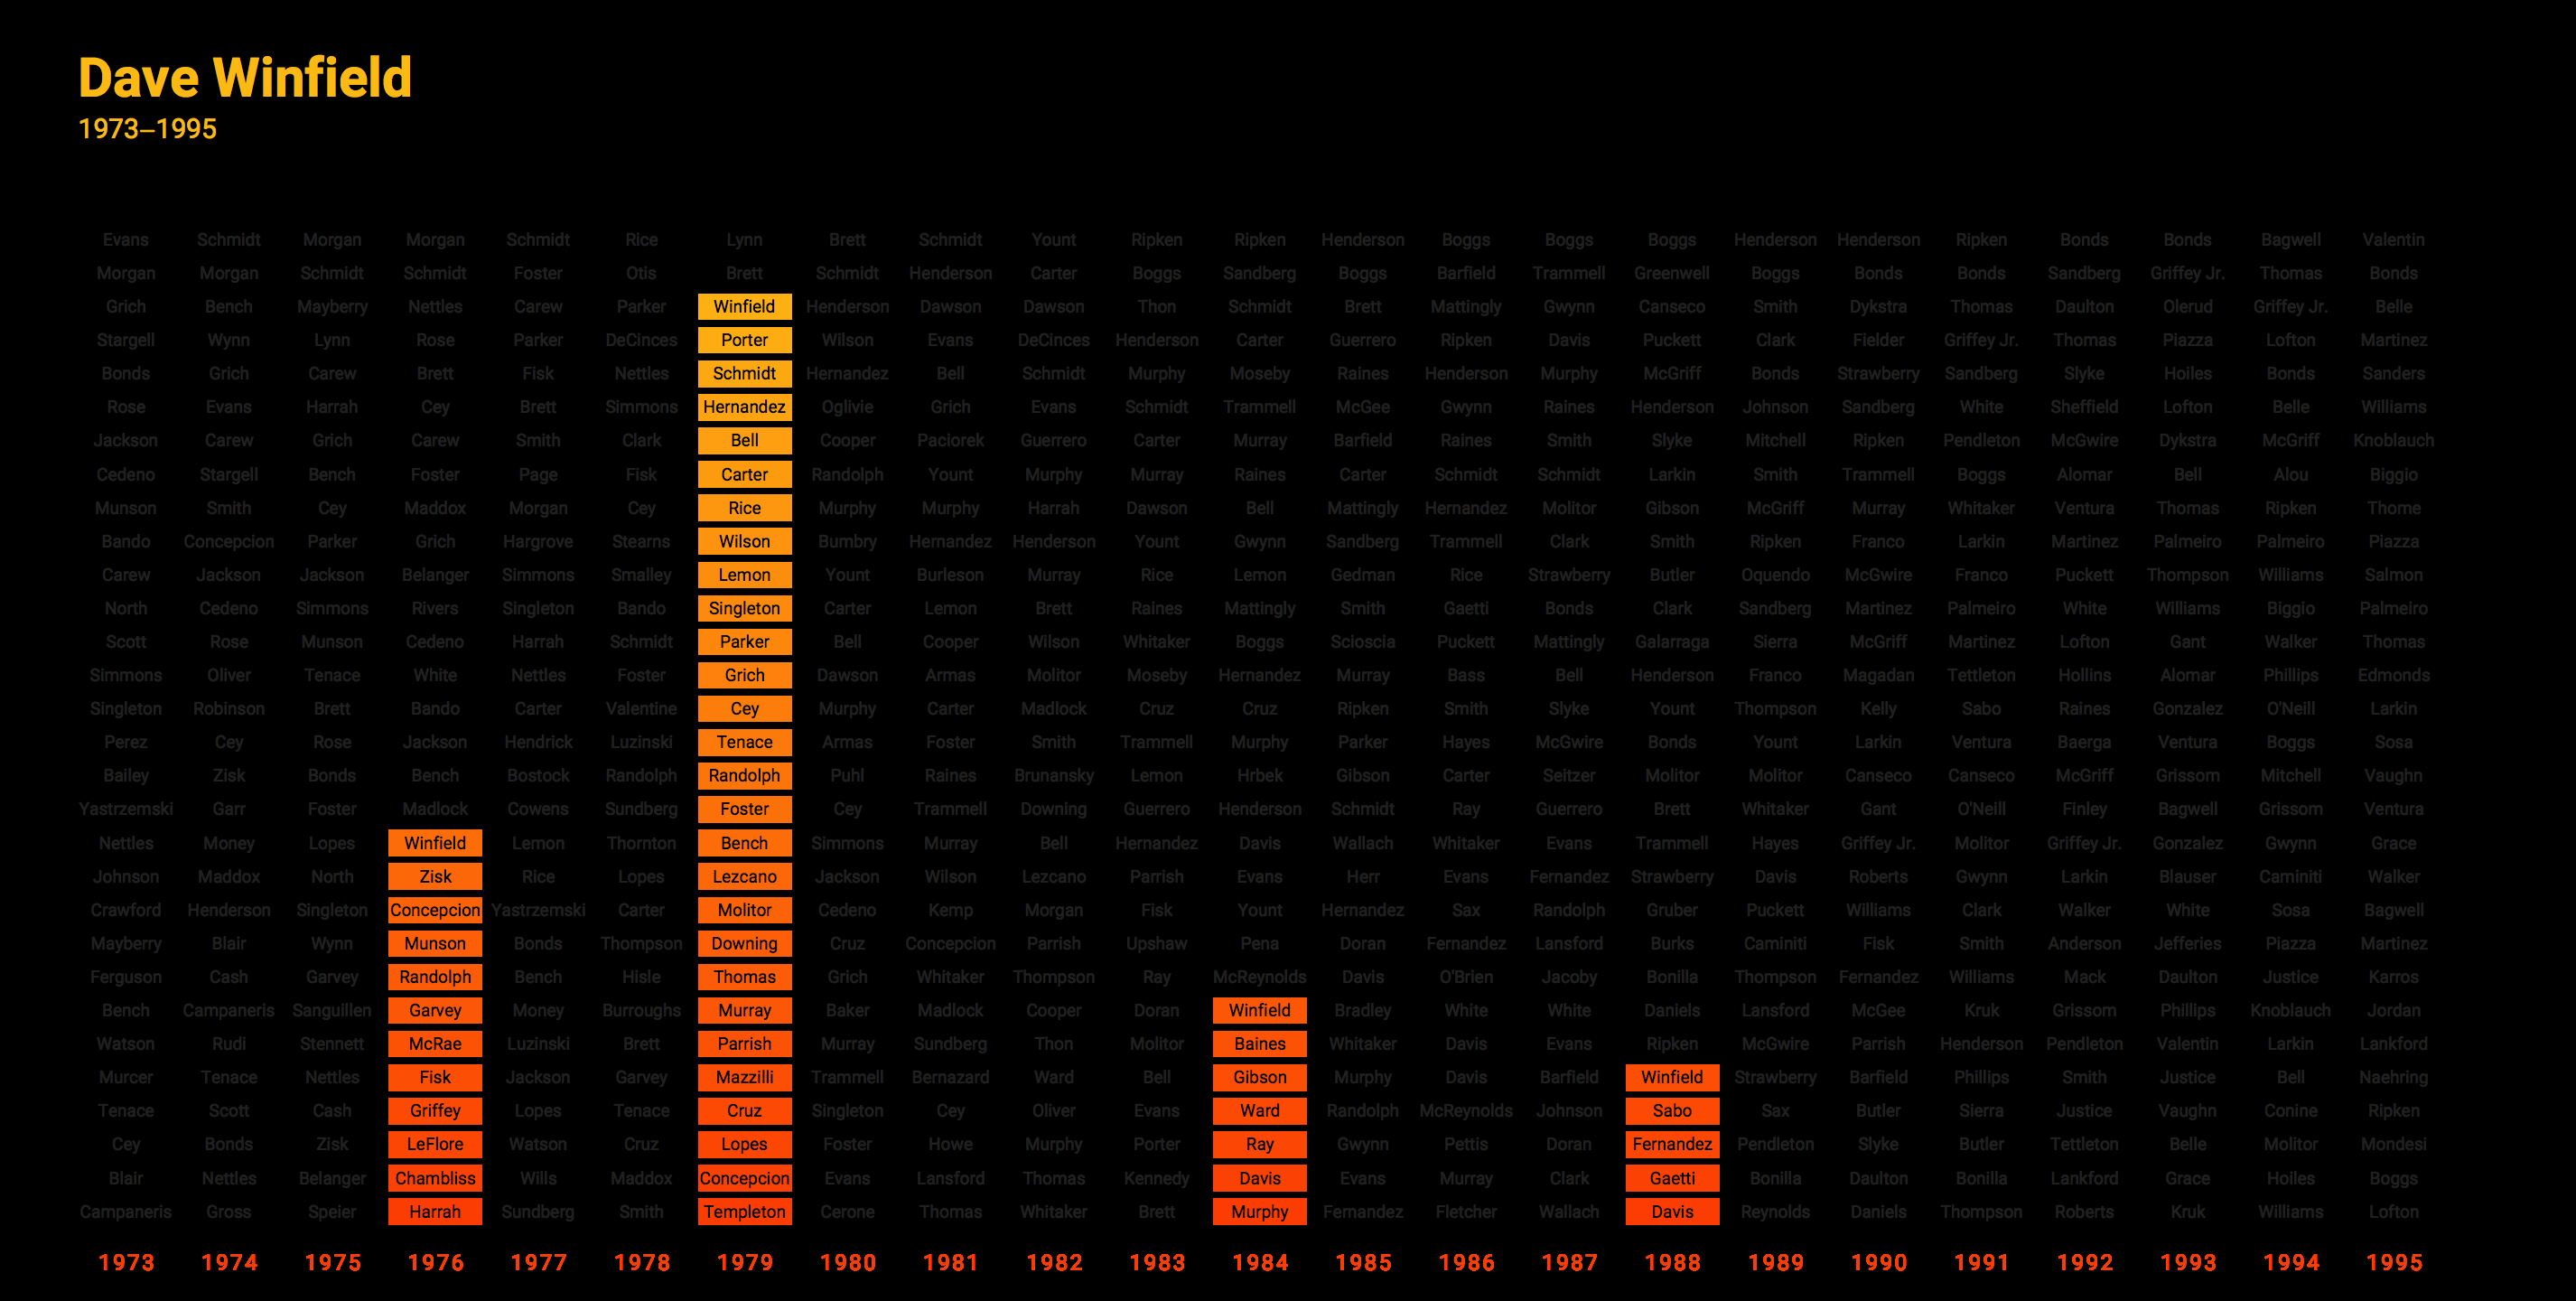 Dave Winfield
1973–1995
Evans Schmidt Morgan Morgan Schmidt Rice Lynn Brett Schmidt Yount Ripken Ripken Henderson Boggs Boggs Boggs Henderson Henderson Ripken Bonds Bonds Bagwell Valentin
Morgan Morgan Schmidt Schmidt Foster Otis Brett Schmidt Henderson Carter Boggs Sandberg Boggs Barfield Trammell Greenwell Boggs Bonds Bonds Sandberg Griffey Jr. Thomas Bonds
Grich Bench Mayberry Nettles Carew Parker Winfield Henderson Dawson Dawson Thon Schmidt Brett Mattingly Gwynn Canseco Smith Dykstra Thomas Daulton Olerud Griffey Jr. Belle
Stargell Wynn Lynn Rose Parker DeCinces Porter Wilson Evans DeCinces Henderson Carter Guerrero Ripken Davis Puckett Clark Fielder Griffey Jr. Thomas Piazza Lofton Martinez
Bonds Grich Carew Brett Fisk Nettles Schmidt Hernandez Bell Schmidt Murphy Moseby Raines Henderson Murphy McGriff Bonds Strawberry Sandberg Slyke Hoiles Bonds Sanders
Rose Evans Harrah Cey Brett Simmons Hernandez Oglivie Grich Evans Schmidt Trammell McGee Gwynn Raines Henderson Johnson Sandberg White Sheffield Lofton Belle Williams
Jackson Carew Grich Carew Smith Clark Bell Cooper Paciorek Guerrero Carter Murray Barfield Raines Smith Slyke Mitchell Ripken Pendleton McGwire Dykstra McGriff Knoblauch
Cedeno Stargell Bench Foster Page Fisk Carter Randolph Yount Murphy Murray Raines Carter Schmidt Schmidt Larkin Smith Trammell Boggs Alomar Bell Alou Biggio
Munson Smith Cey Maddox Morgan Cey Rice Murphy Murphy Harrah Dawson Bell Mattingly Hernandez Molitor Gibson McGriff Murray Whitaker Ventura Thomas Ripken Thome
Bando Concepcion Parker Grich Hargrove Stearns Wilson Bumbry Hernandez Henderson Yount Gwynn Sandberg Trammell Clark Smith Ripken Franco Larkin Martinez Palmeiro Palmeiro Piazza
Carew Jackson Jackson Belanger Simmons Smalley Lemon Yount Burleson Murray Rice Lemon Gedman Rice Strawberry Butler Oquendo McGwire Franco Puckett Thompson Williams Salmon
North Cedeno Simmons Rivers Singleton Bando Singleton Carter Lemon Brett Raines Mattingly Smith Gaetti Bonds Clark Sandberg Martinez Palmeiro White Williams Biggio Palmeiro
Scott Rose Munson Cedeno Harrah Schmidt Parker Bell Cooper Wilson Whitaker Boggs Scioscia Puckett Mattingly Galarraga Sierra McGriff Martinez Lofton Gant Walker Thomas
Simmons Oliver Tenace White Nettles Foster Grich Dawson Armas Molitor Moseby Hernandez Murray Bass Bell Henderson Franco Magadan Tettleton Hollins Alomar Phillips Edmonds
Singleton Robinson Brett Bando Carter Valentine Cey Murphy Carter Madlock Cruz Cruz Ripken Smith Slyke Yount Thompson Kelly Sabo Raines Gonzalez O'Neill Larkin
Perez Cey Rose Jackson Hendrick Luzinski Tenace Armas Foster Smith Trammell Murphy Parker Hayes McGwire Bonds Yount Larkin Ventura Baerga Ventura Boggs Sosa
Bailey Zisk Bonds Bench Bostock Randolph Randolph Puhl Raines Brunansky Lemon Hrbek Gibson Carter Seitzer Molitor Molitor Canseco Canseco McGriff Grissom Mitchell Vaughn
Yastrzemski Garr Foster Madlock Cowens Sundberg Foster Cey Trammell Downing Guerrero Henderson Schmidt Ray Guerrero Brett Whitaker Gant O'Neill Finley Bagwell Grissom Ventura
Nettles Money Lopes Winfield Lemon Thornton Bench Simmons Murray Bell Hernandez Davis Wallach Whitaker Evans Trammell Hayes Griffey Jr. Molitor Griffey Jr. Gonzalez Gwynn Grace
Johnson Maddox North Zisk Rice Lopes Lezcano Jackson Wilson Lezcano Parrish Evans Herr Evans Fernandez Strawberry Davis Roberts Gwynn Larkin Blauser Caminiti Walker
Crawford Henderson Singleton Concepcion Yastrzemski Carter Molitor Cedeno Kemp Morgan Fisk Yount Hernandez Sax Randolph Gruber Puckett Williams Clark Walker White Sosa Bagwell
Mayberry Blair Wynn Munson Bonds Thompson Downing Cruz Concepcion Parrish Upshaw Pena Doran Fernandez Lansford Burks Caminiti Fisk Smith Anderson Jefferies Piazza Martinez
Ferguson Cash Garvey Randolph Bench Hisle Thomas Grich Whitaker Thompson Ray McReynolds Davis O'Brien Jacoby Bonilla Thompson Fernandez Williams Mack Daulton Justice Karros
Bench Campaneris Sanguillen Garvey Money Burroughs Murray Baker Madlock Cooper Doran Winfield Bradley White White Daniels Lansford McGee Kruk Grissom Phillips Knoblauch Jordan
Watson Rudi Stennett McRae Luzinski Brett Parrish Murray Sundberg Thon Molitor Baines Whitaker Davis Evans Ripken McGwire Parrish Henderson Pendleton Valentin Larkin Lankford
Murcer Tenace Nettles Fisk Jackson Garvey Mazzilli Trammell Bernazard Ward Bell Gibson Murphy Davis Barfield Winfield Strawberry Barfield Phillips Smith Justice Bell Naehring
Tenace Scott Cash Griffey Lopes Tenace Cruz Singleton Cey Oliver Evans Ward Randolph McReynolds Johnson Sabo Sax Butler Sierra Justice Vaughn Conine Ripken
Cey Bonds Zisk LeFlore Watson Cruz Lopes Foster Howe Murphy Porter Ray Gwynn Pettis Doran Fernandez Pendleton Slyke Butler Tettleton Belle Molitor Mondesi
Blair Nettles Belanger Chambliss Wills Maddox Concepcion Evans Lansford Thomas Kennedy Davis Evans Murray Clark Gaetti Bonilla Daulton Bonilla Lankford Grace Hoiles Boggs
Campaneris Gross Speier Harrah Sundberg Smith Templeton Cerone Thomas Whitaker Brett Murphy Fernandez Fletcher Wallach Davis Reynolds Daniels Thompson Roberts Kruk Williams Lofton
1973 1974 1975 1976 1977 1978 1979 1980 1981 1982 1983 1984 1985 1986 1987 1988 1989 1990 1991 1992 1993 1994 1995